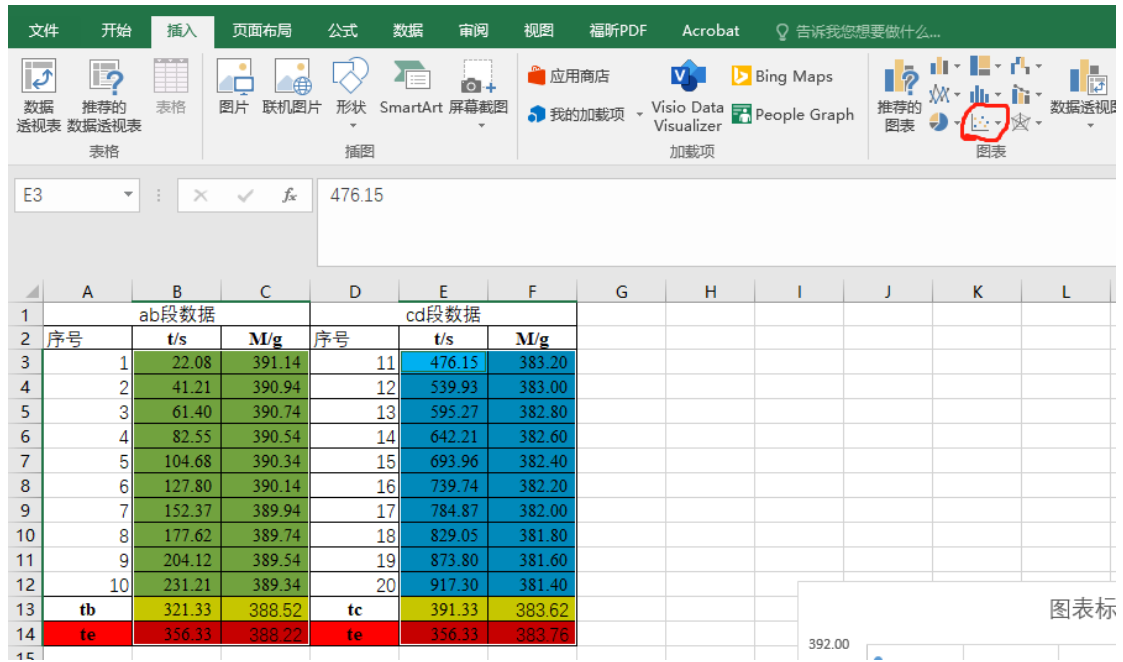 文件 开始 插入 页面布局 公式 数据 审阅 视图 福昕PDF Acrobat 告诉我您想要做什么...
数据透视表 推荐的数据透视表 表格 图片 联机图片 形状 SmartArt 屏幕截图 应用商店 我的加载项 Visio Data Visualizer Bing Maps People Graph 推荐的图表 数据透视图
表格 插图 加载项 图表
E3 fx 476.15
A B C D E F G H I J K L
1 ab段数据 cd段数据
2 序号 t/s M/g 序号 t/s M/g
3 1 22.08 391.14 11 476.15 383.20
4 2 41.21 390.94 12 539.93 383.00
5 3 61.40 390.74 13 595.27 382.80
6 4 82.55 390.54 14 642.21 382.60
7 5 104.68 390.34 15 693.96 382.40
8 6 127.80 390.14 16 739.74 382.20
9 7 152.37 389.94 17 784.87 382.00
10 8 177.62 389.74 18 829.05 381.80
11 9 204.12 389.54 19 873.80 381.60
12 10 231.21 389.34 20 917.30 381.40
13 tb 321.33 388.52 tc 391.33 383.62
14 te 356.33 388.22 te 356.33 383.76
15
图表标
392.00